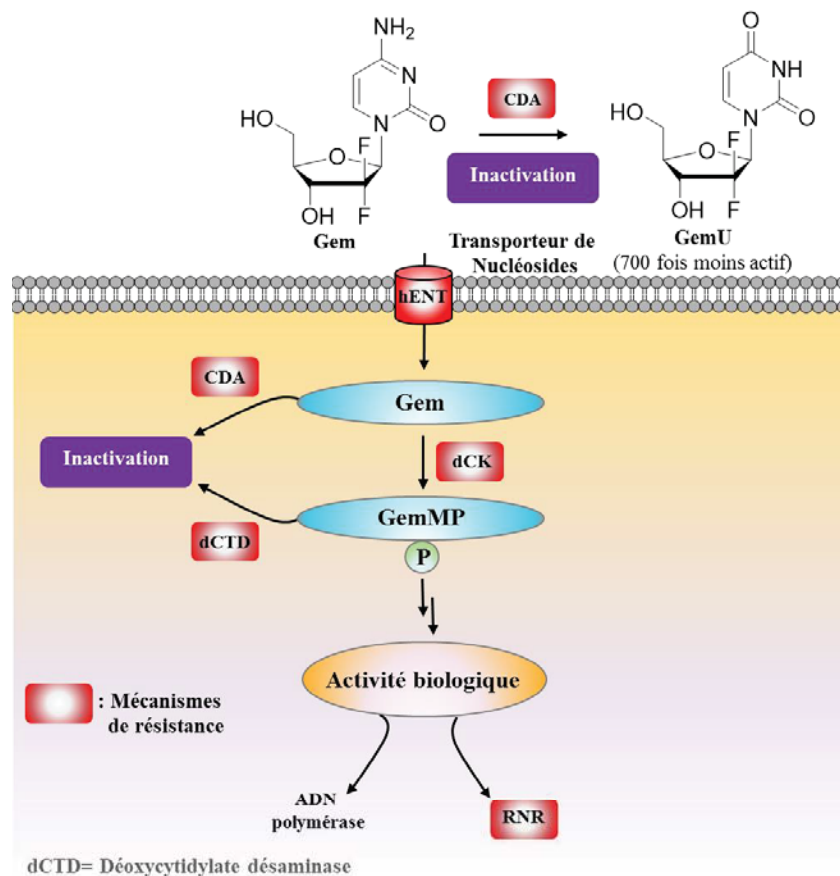 NH₂
N
N
O
HO
O
F
F
OH
Gem
CDA
Inactivation
O
NH
N
O
HO
O
F
F
OH
GemU
(700 fois moins actif)
Transporteur de
Nucléosides
hENT
CDA
Gem
Inactivation
dCK
GemMP
dCTD
P
Activité biologique
: Mécanismes
de résistance
ADN
polymérase
RNR
dCTD= Déoxycytidylate désaminase